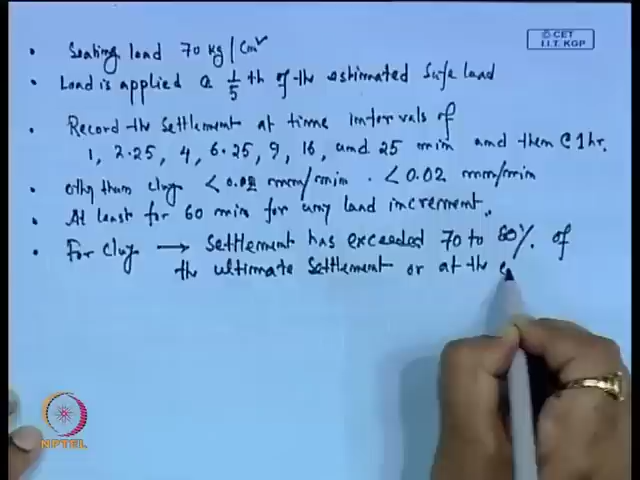 © CET
I.I.T. KGP
• Seating load 70 kg/cm²
• Load is applied @ 1/5 th of the estimated safe load
• Record the settlement at time intervals of
1, 2.25, 4, 6.25, 9, 16, and 25 min and then @ 1 hr.
• Other than clay <0.02 mm/min . <0.02 mm/min
• At least for 60 min for any load increment.
• For clay → Settlement has exceeded 70 to 80% of
the ultimate settlement or at the
NPTEL